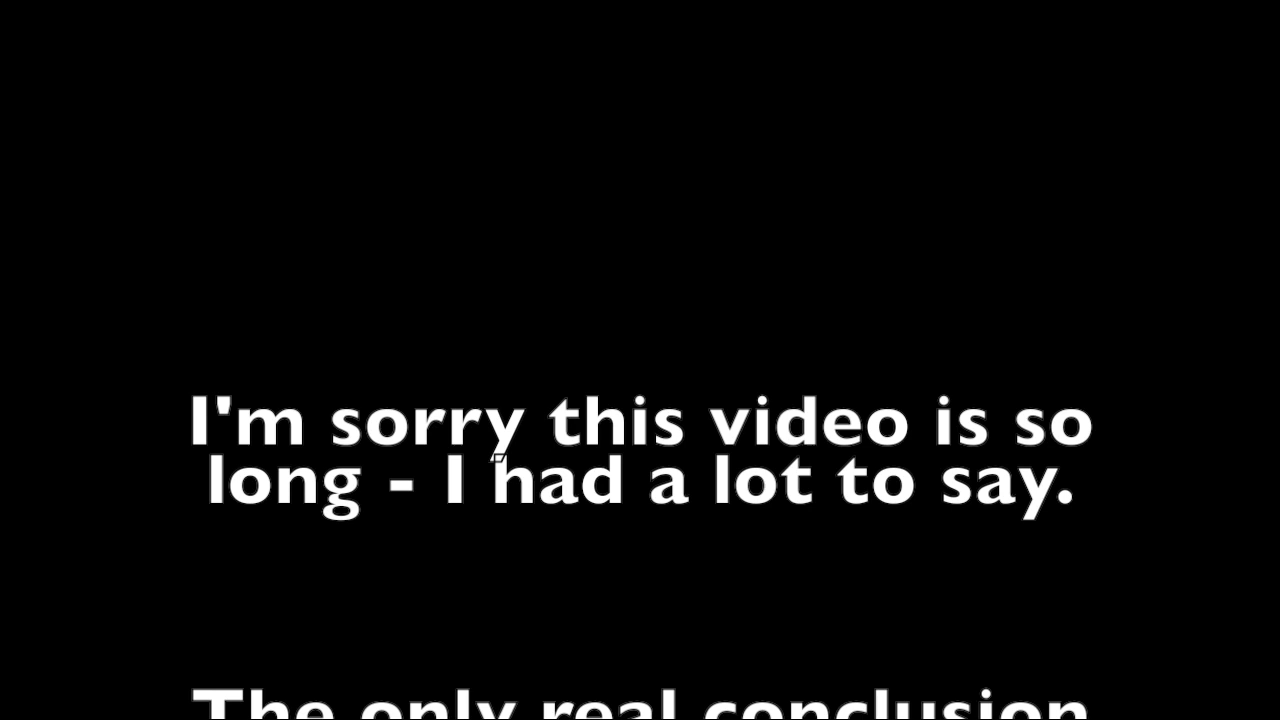 I'm sorry this video is so
long - I had a lot to say.
The only real conclusion